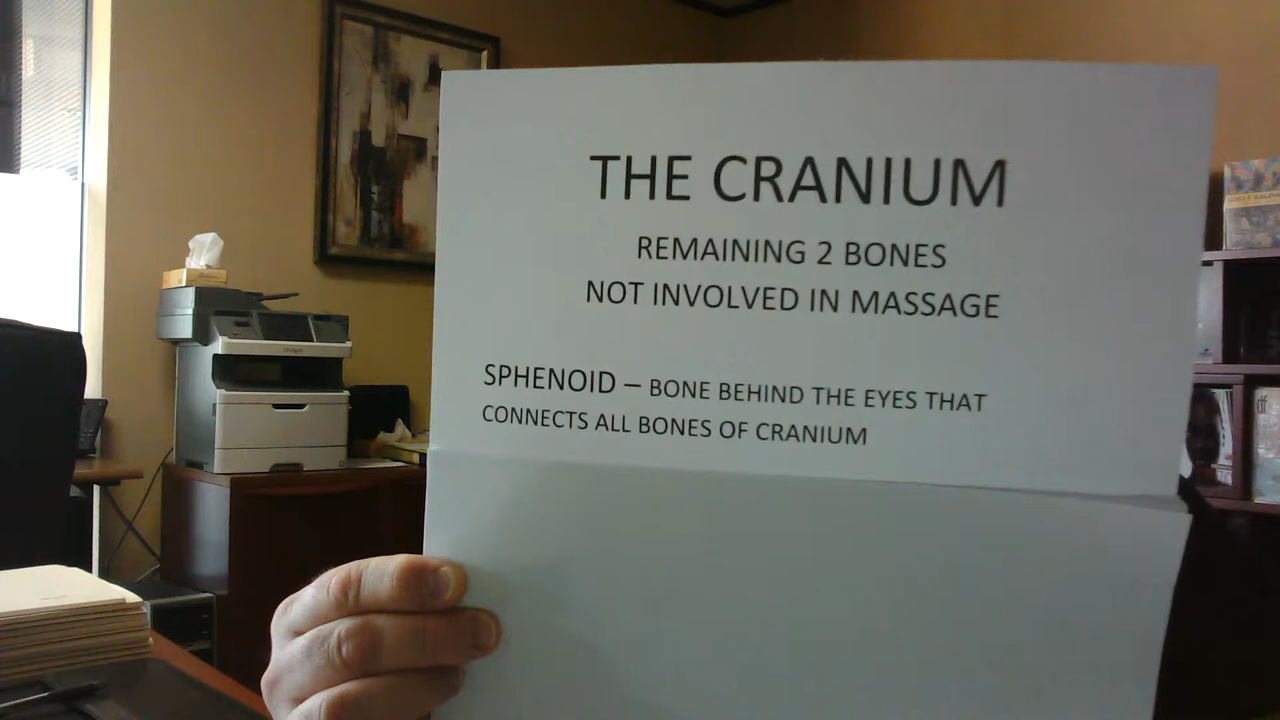 THE CRANIUM
REMAINING 2 BONES
NOT INVOLVED IN MASSAGE
SPHENOID – BONE BEHIND THE EYES THAT
CONNECTS ALL BONES OF CRANIUM